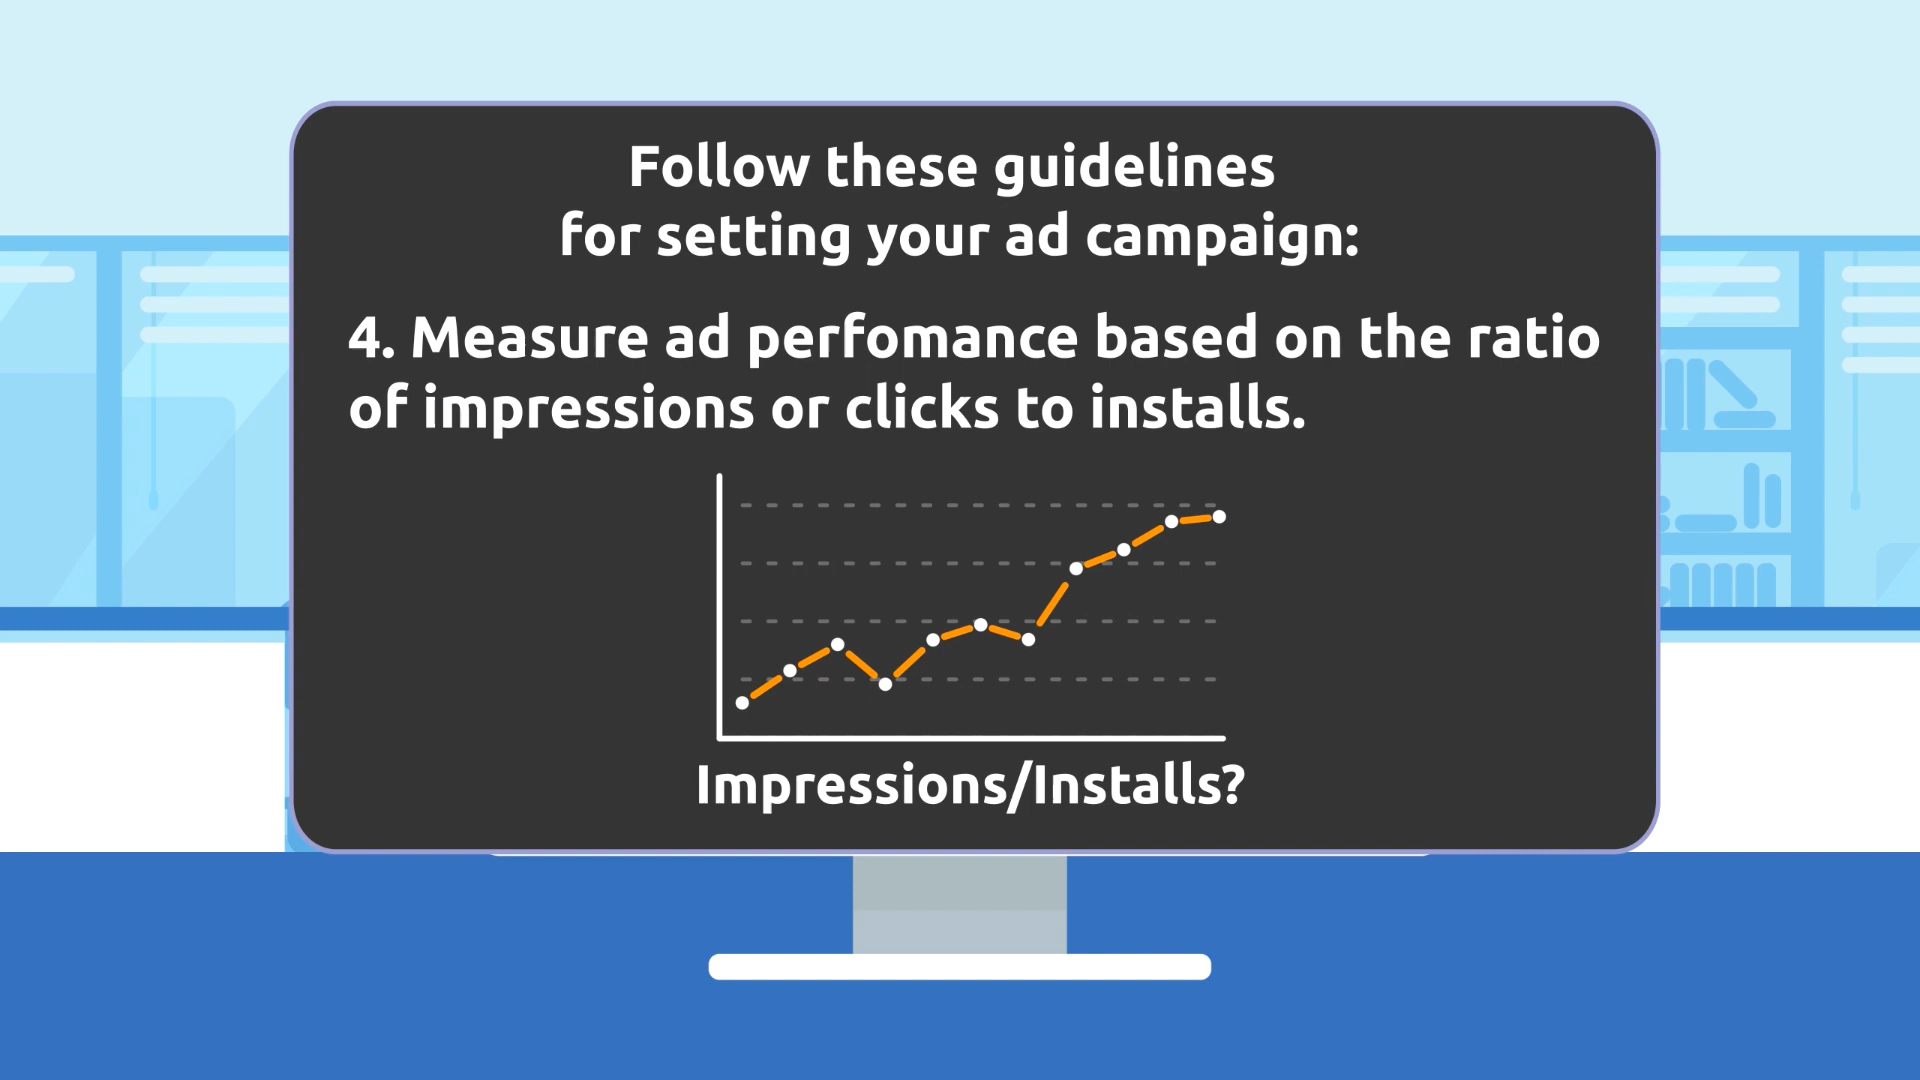 Follow these guidelines
for setting your ad campaign:
4. Measure ad perfomance based on the ratio
of impressions or clicks to installs.
Impressions/Installs?